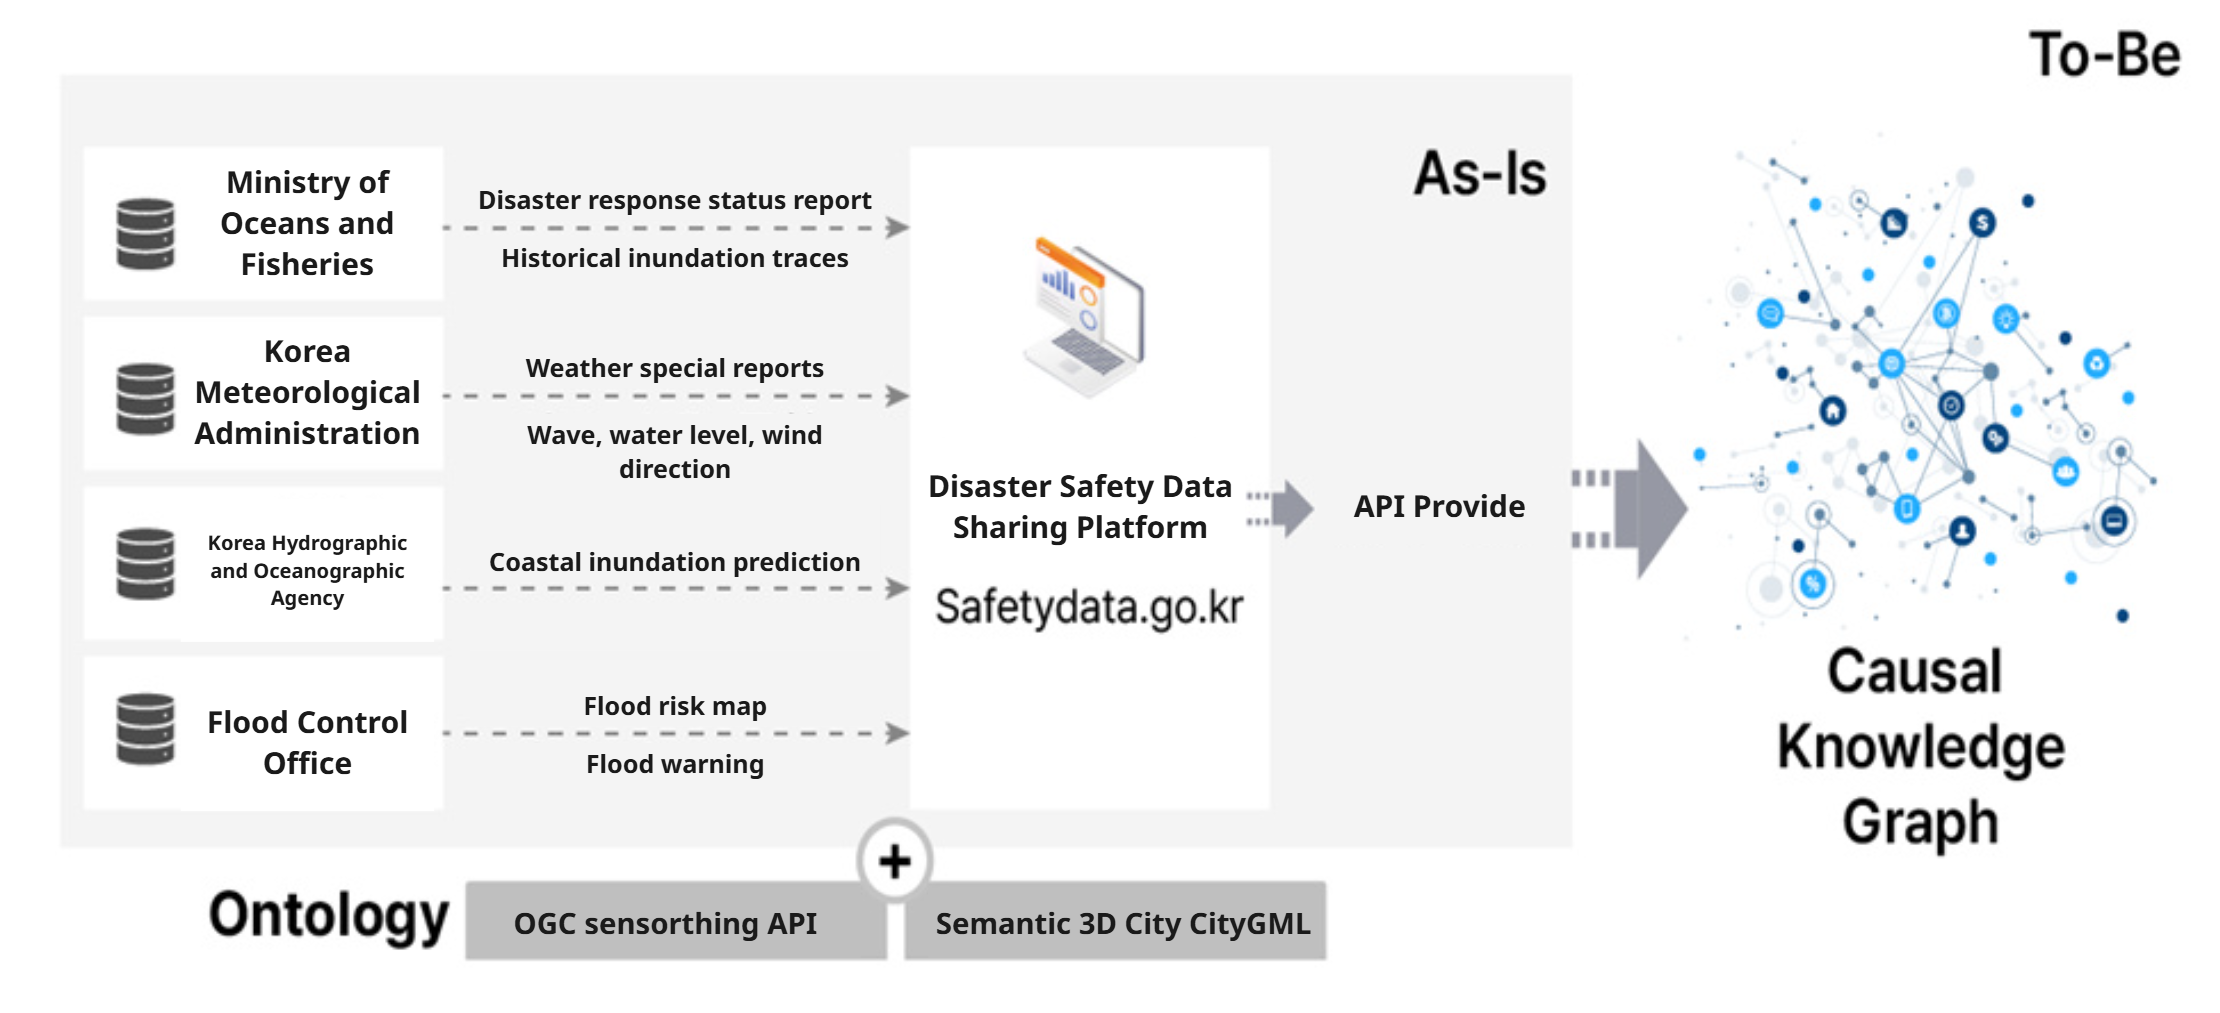 To-Be
As-Is
Ministry of
Oceans and
Fisheries
Disaster response status report
Historical inundation traces
Korea
Meteorological
Administration
Weather special reports
Wave, water level, wind
direction
Korea Hydrographic
and Oceanographic
Agency
Coastal inundation prediction
Flood Control
Office
Flood risk map
Flood warning
Disaster Safety Data
Sharing Platform
Safetydata.go.kr
API Provide
Causal
Knowledge
Graph
+
Ontology
OGC sensorthing API
Semantic 3D City CityGML